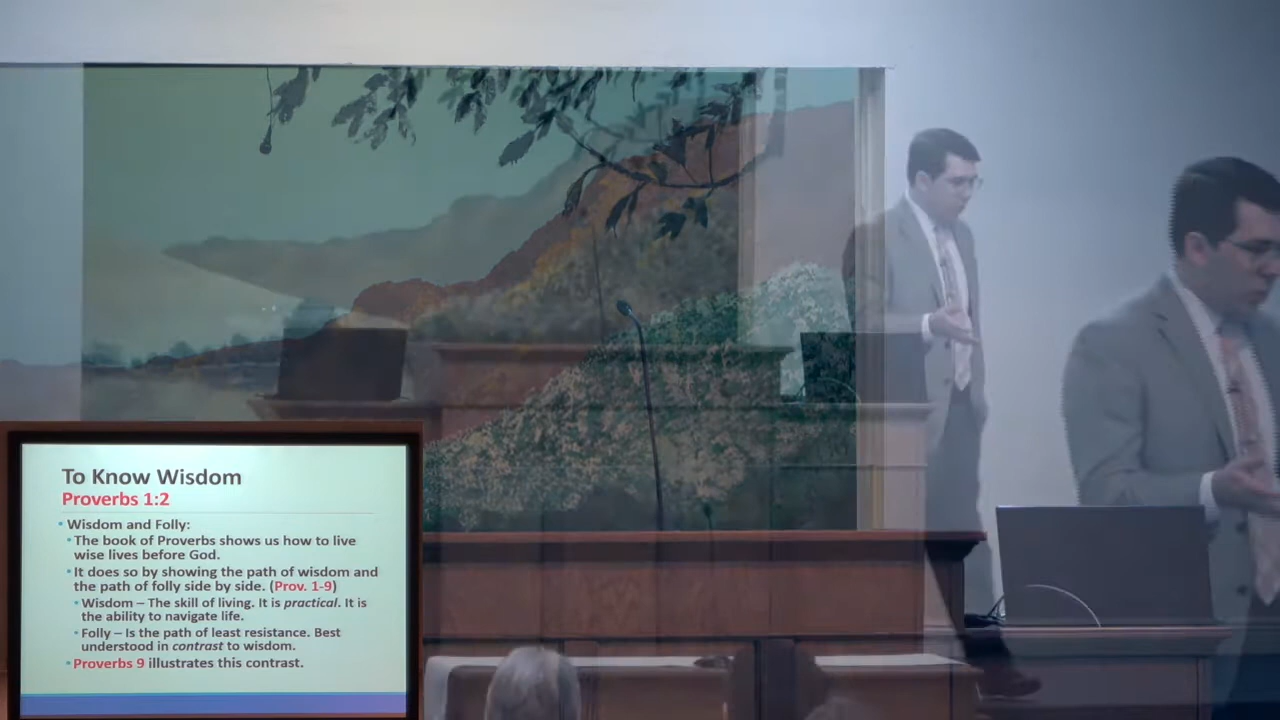 To Know Wisdom
Proverbs 1:2
• Wisdom and Folly:
• The book of Proverbs shows us how to live
wise lives before God.
• It does so by showing the path of wisdom and
the path of folly side by side. (Prov. 1-9)
• Wisdom – The skill of living. It is practical. It is
the ability to navigate life.
• Folly – Is the path of least resistance. Best
understood in contrast to wisdom.
• Proverbs 9 illustrates this contrast.